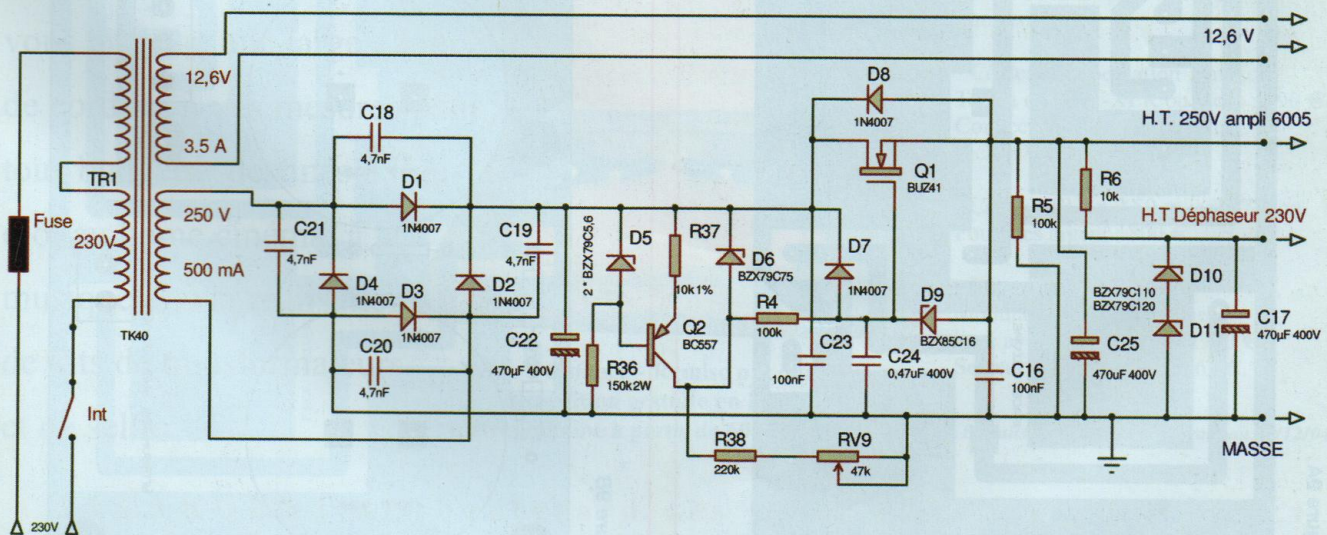 12,6 V
12,6V
3.5 A
D8
1N4007
H.T. 250V ampli 6005
C18
4,7nF
TR1
D1
1N4007
Q1
BUZ41
R6
10k
R5
100k
H.T Déphaseur 230V
Fuse
230V
250 V
500 mA
C21
4,7nF
C19
4,7nF
D5
2* BZX79C5,6
R37
10k 1%
D6
BZX79C75
D7
1N4007
D4
1N4007
D3
1N4007
D2
1N4007
D10
BZX79C110
BZX79C120
D11
TK40
Q2
BC557
R4
100k
D9
BZX85C16
C17
470µF 400V
C22
470µF 400V
R36
150k2W
C23
100nF
C24
0,47uF 400V
C16
100nF
C25
470uF 400V
C20
4,7nF
Int
R38
220k
RV9
47k
MASSE
230V